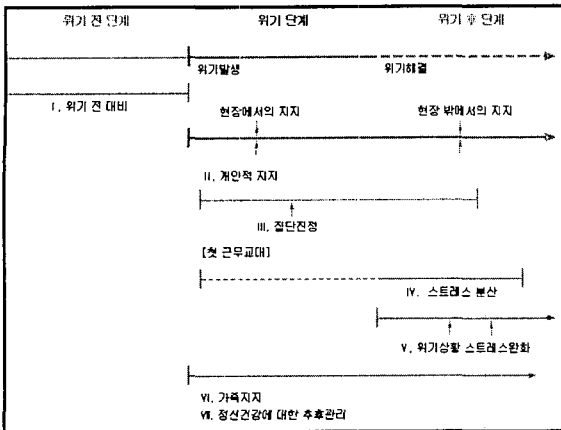 위기 전 단계
위기 단계
위기 후 단계
위기발생
위기해결
I. 위기 전 대비
현장에서의 지지
현장 밖에서의 지지
II. 개인적 지지
III. 집단진정
[첫 근무교대]
IV. 스트레스 분산
V. 위기상황 스트레스완화
VI. 가족지지
VII. 정신건강에 대한 추후관리